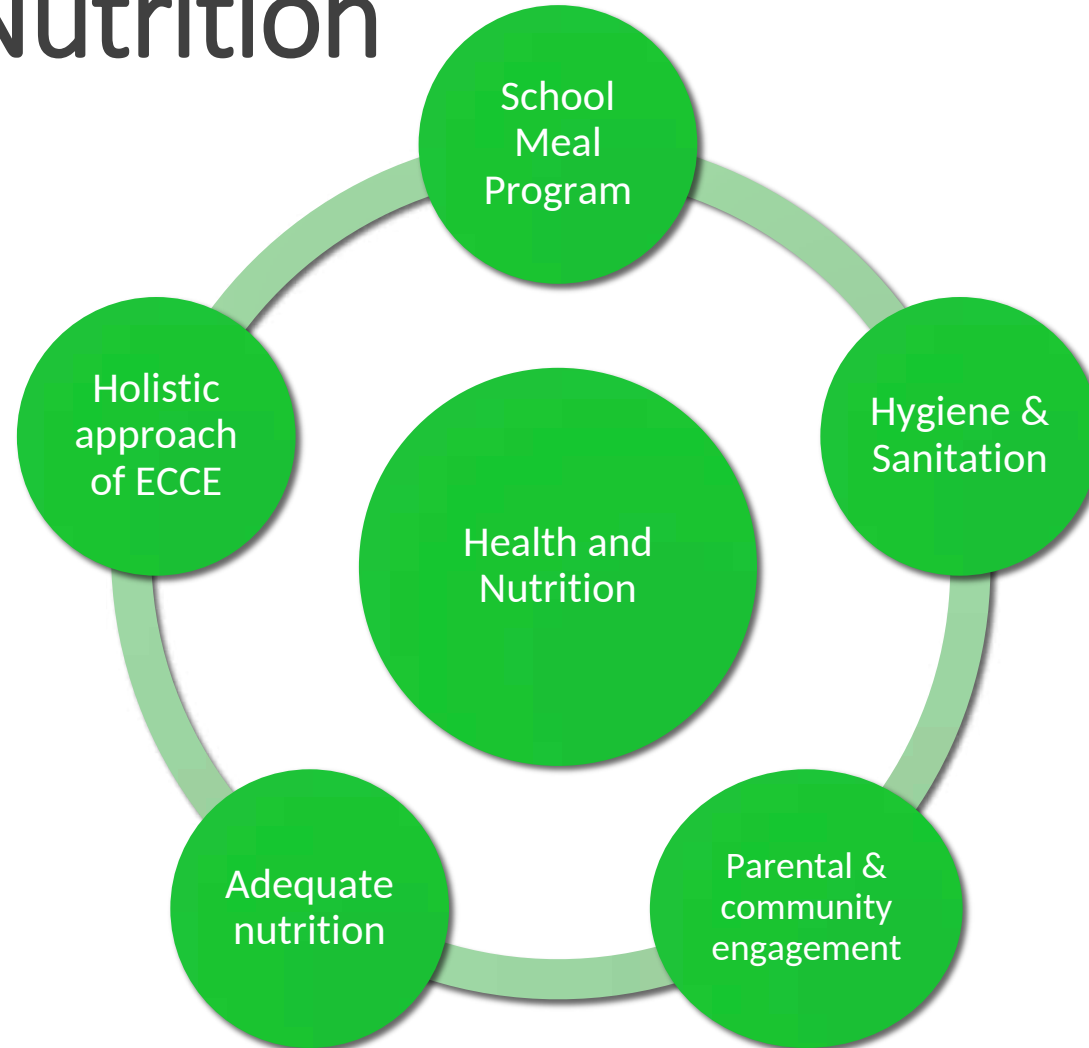 Nutrition
School
Meal
Program
Hygiene &
Sanitation
Parental &
community
engagement
Adequate
nutrition
Holistic
approach
of ECCE
Health and
Nutrition